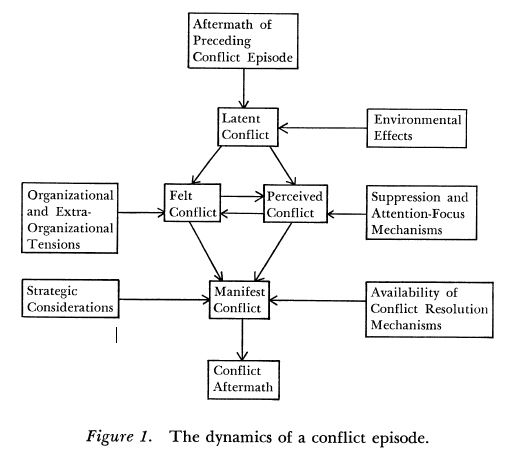 Aftermath of
Preceding
Conflict Episode
Latent
Conflict
Environmental
Effects
Organizational
and Extra-
Organizational
Tensions
Felt
Conflict
Perceived
Conflict
Suppression and
Attention-Focus
Mechanisms
Strategic
Considerations
Manifest
Conflict
Availability of
Conflict Resolution
Mechanisms
Conflict
Aftermath
Figure 1. The dynamics of a conflict episode.